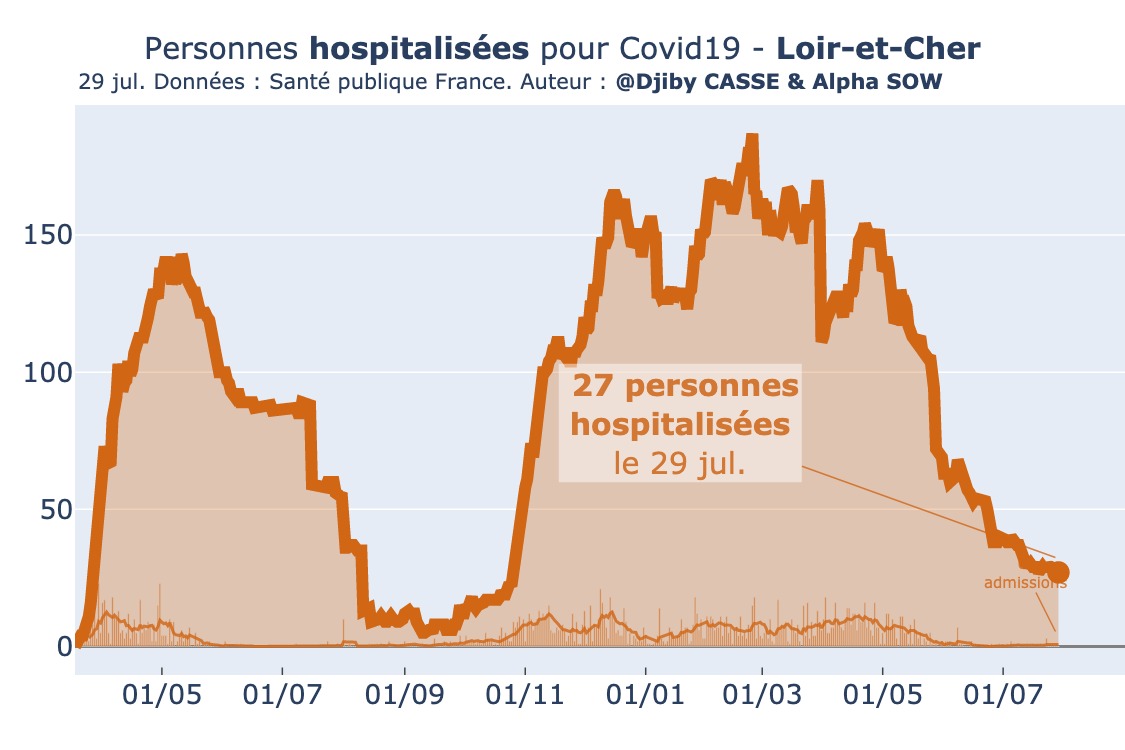 Personnes hospitalisées pour Covid19 - Loir-et-Cher
29 jul. Données : Santé publique France. Auteur : @Djiby CASSE & Alpha SOW
150
100
50
0
27 personnes
hospitalisées
le 29 jul.
admissions
01/05 01/07 01/09 01/11 01/01 01/03 01/05 01/07